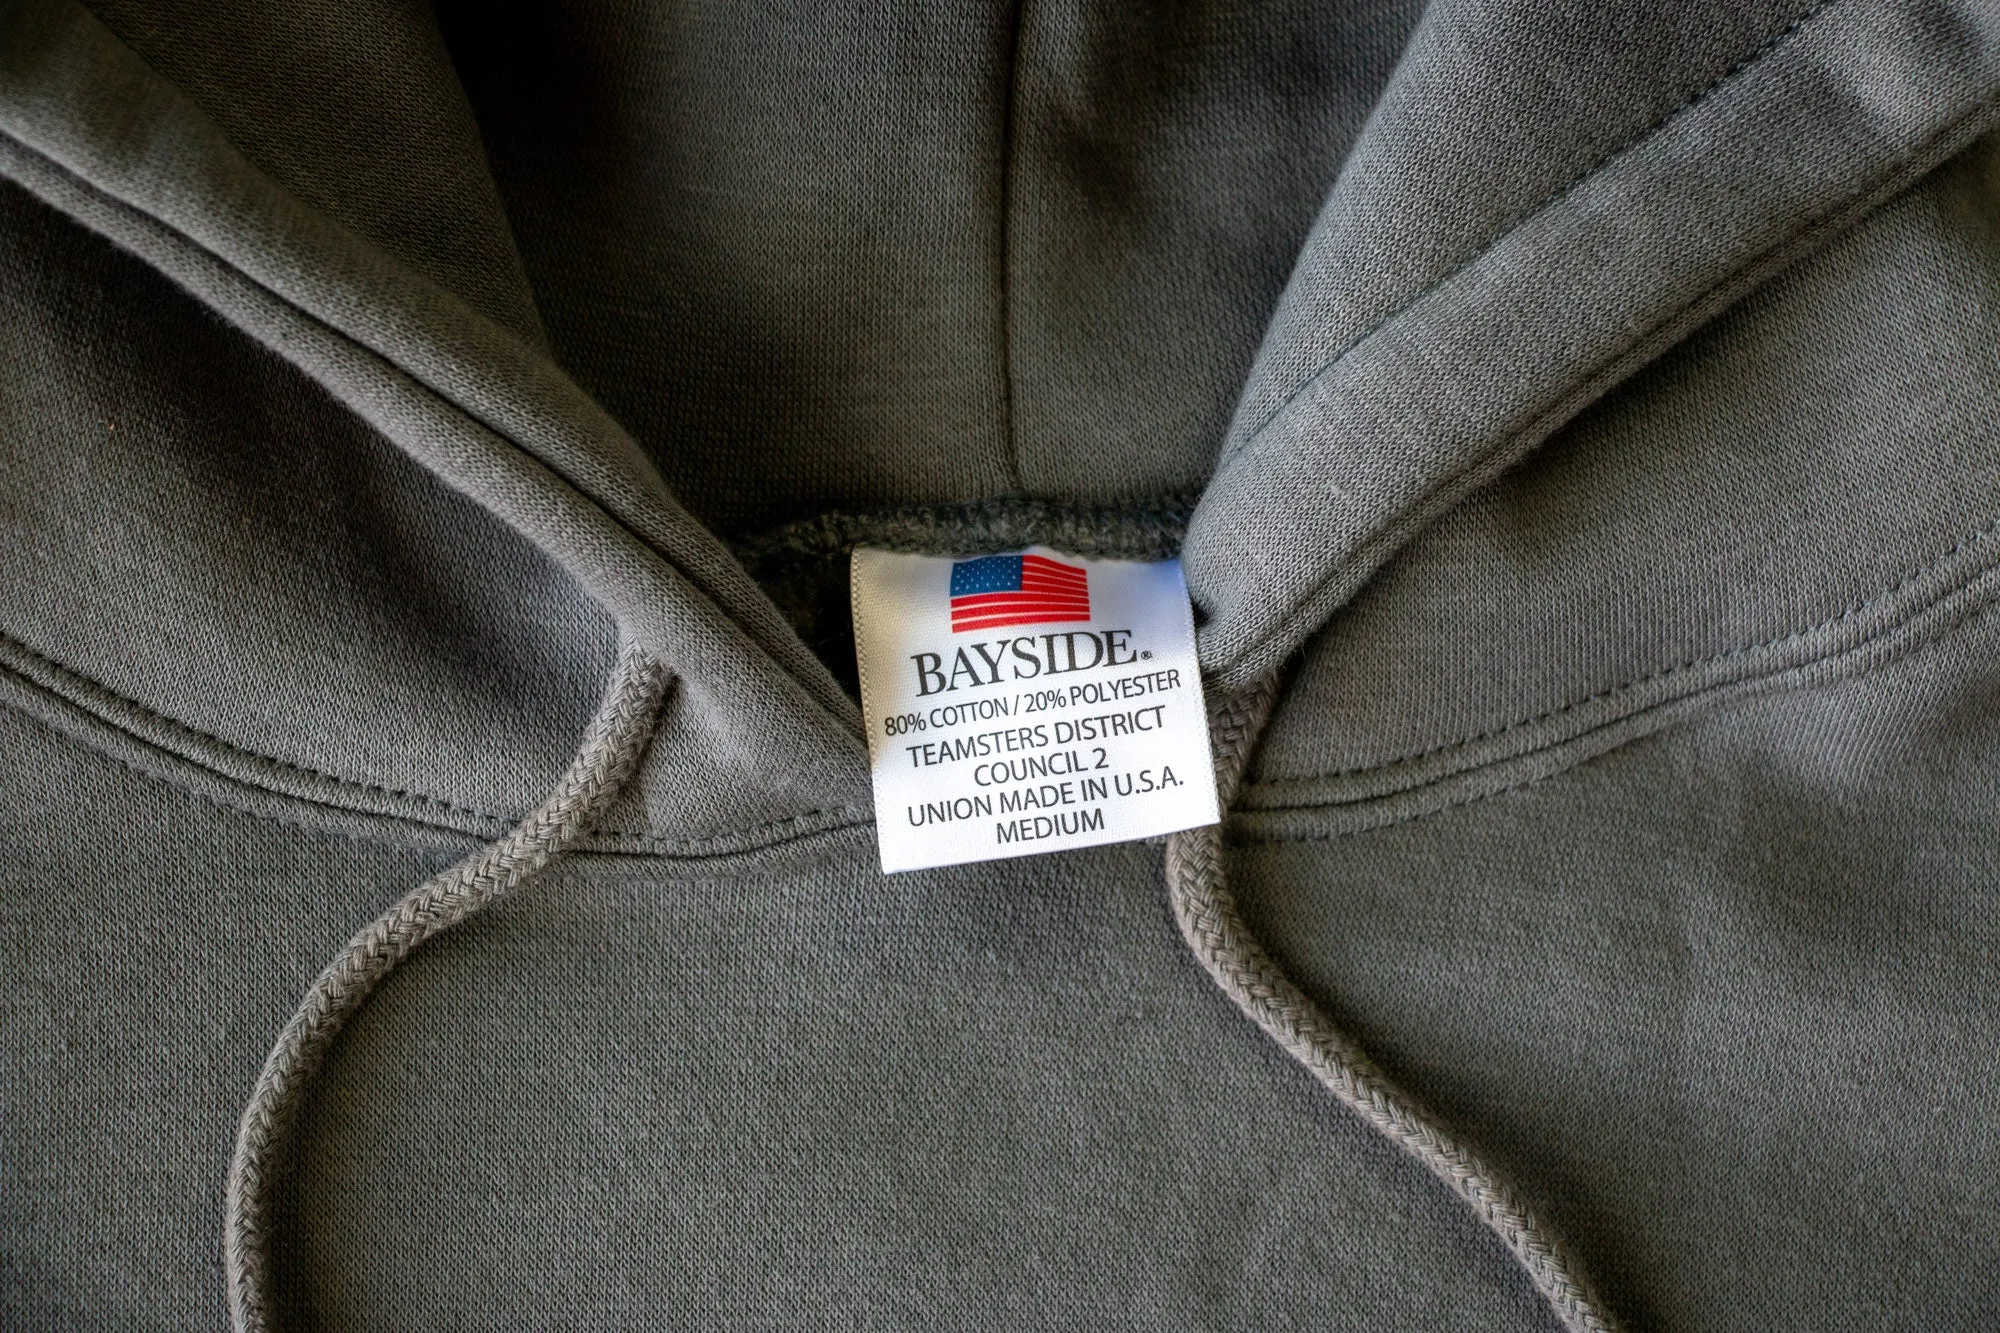 BAYSIDE®
80% COTTON / 20% POLYESTER
TEAMSTERS DISTRICT
COUNCIL 2
UNION MADE IN U.S.A.
MEDIUM